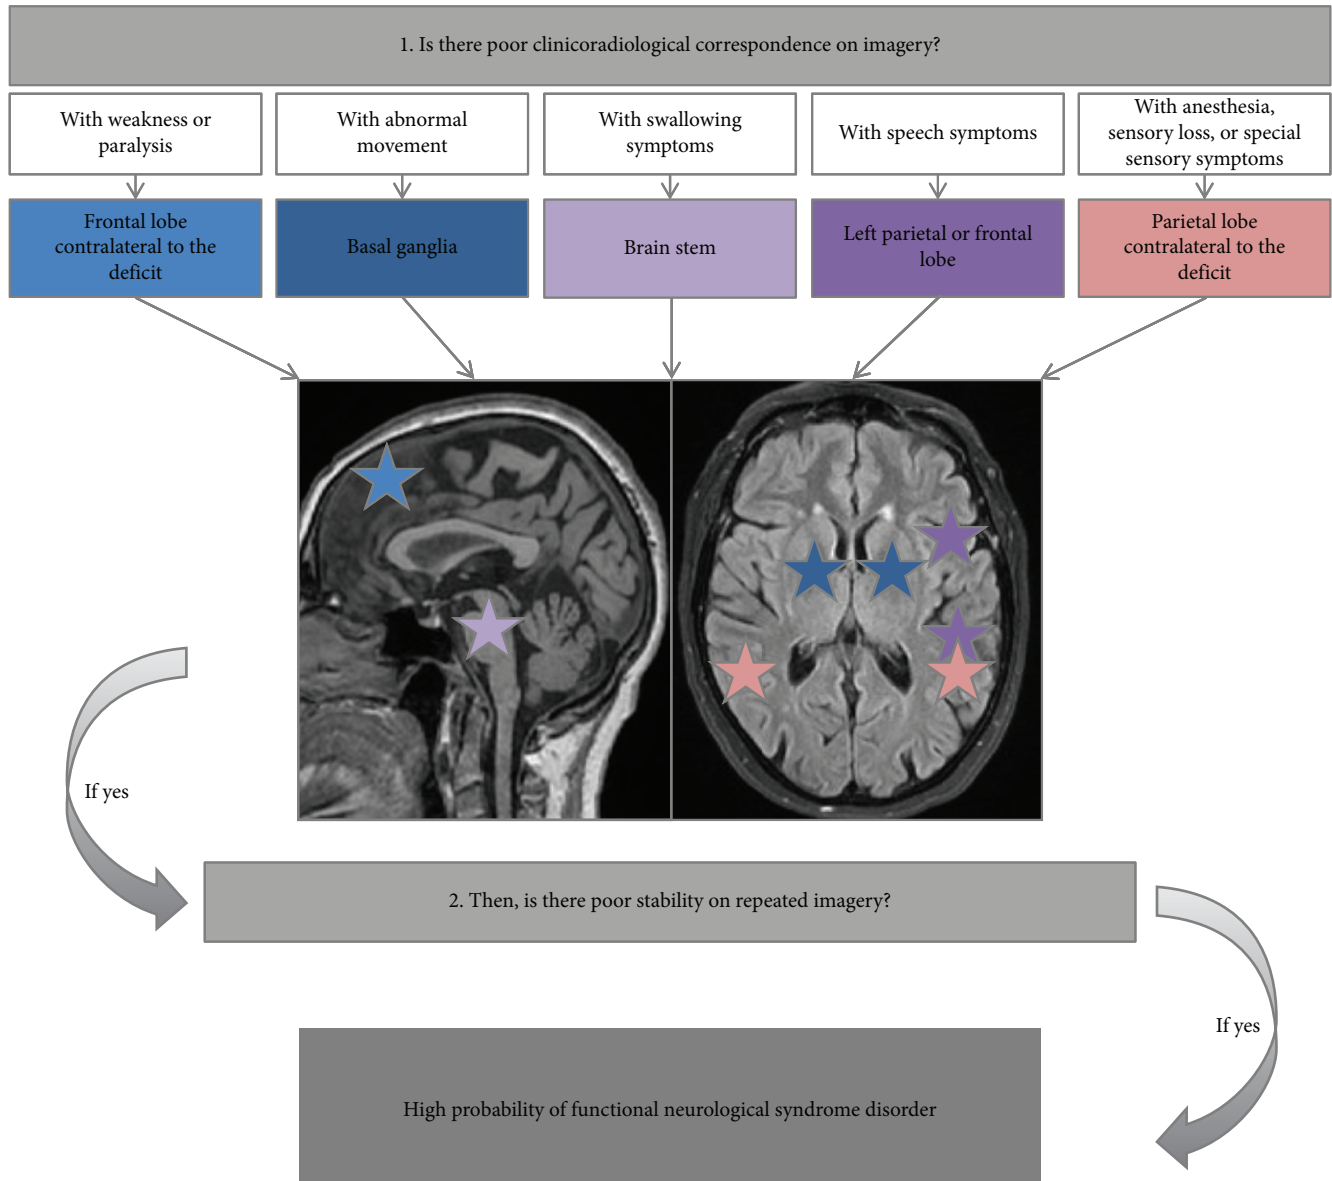 1. Is there poor clinicoradiological correspondence on imagery?
With weakness or
paralysis
With abnormal
movement
With swallowing
symptoms
With speech symptoms
With anesthesia,
sensory loss, or special
sensory symptoms
Frontal lobe
contralateral to the
deficit
Basal ganglia
Brain stem
Left parietal or frontal
lobe
Parietal lobe
contralateral to the
deficit
If yes
2. Then, is there poor stability on repeated imagery?
If yes
High probability of functional neurological syndrome disorder